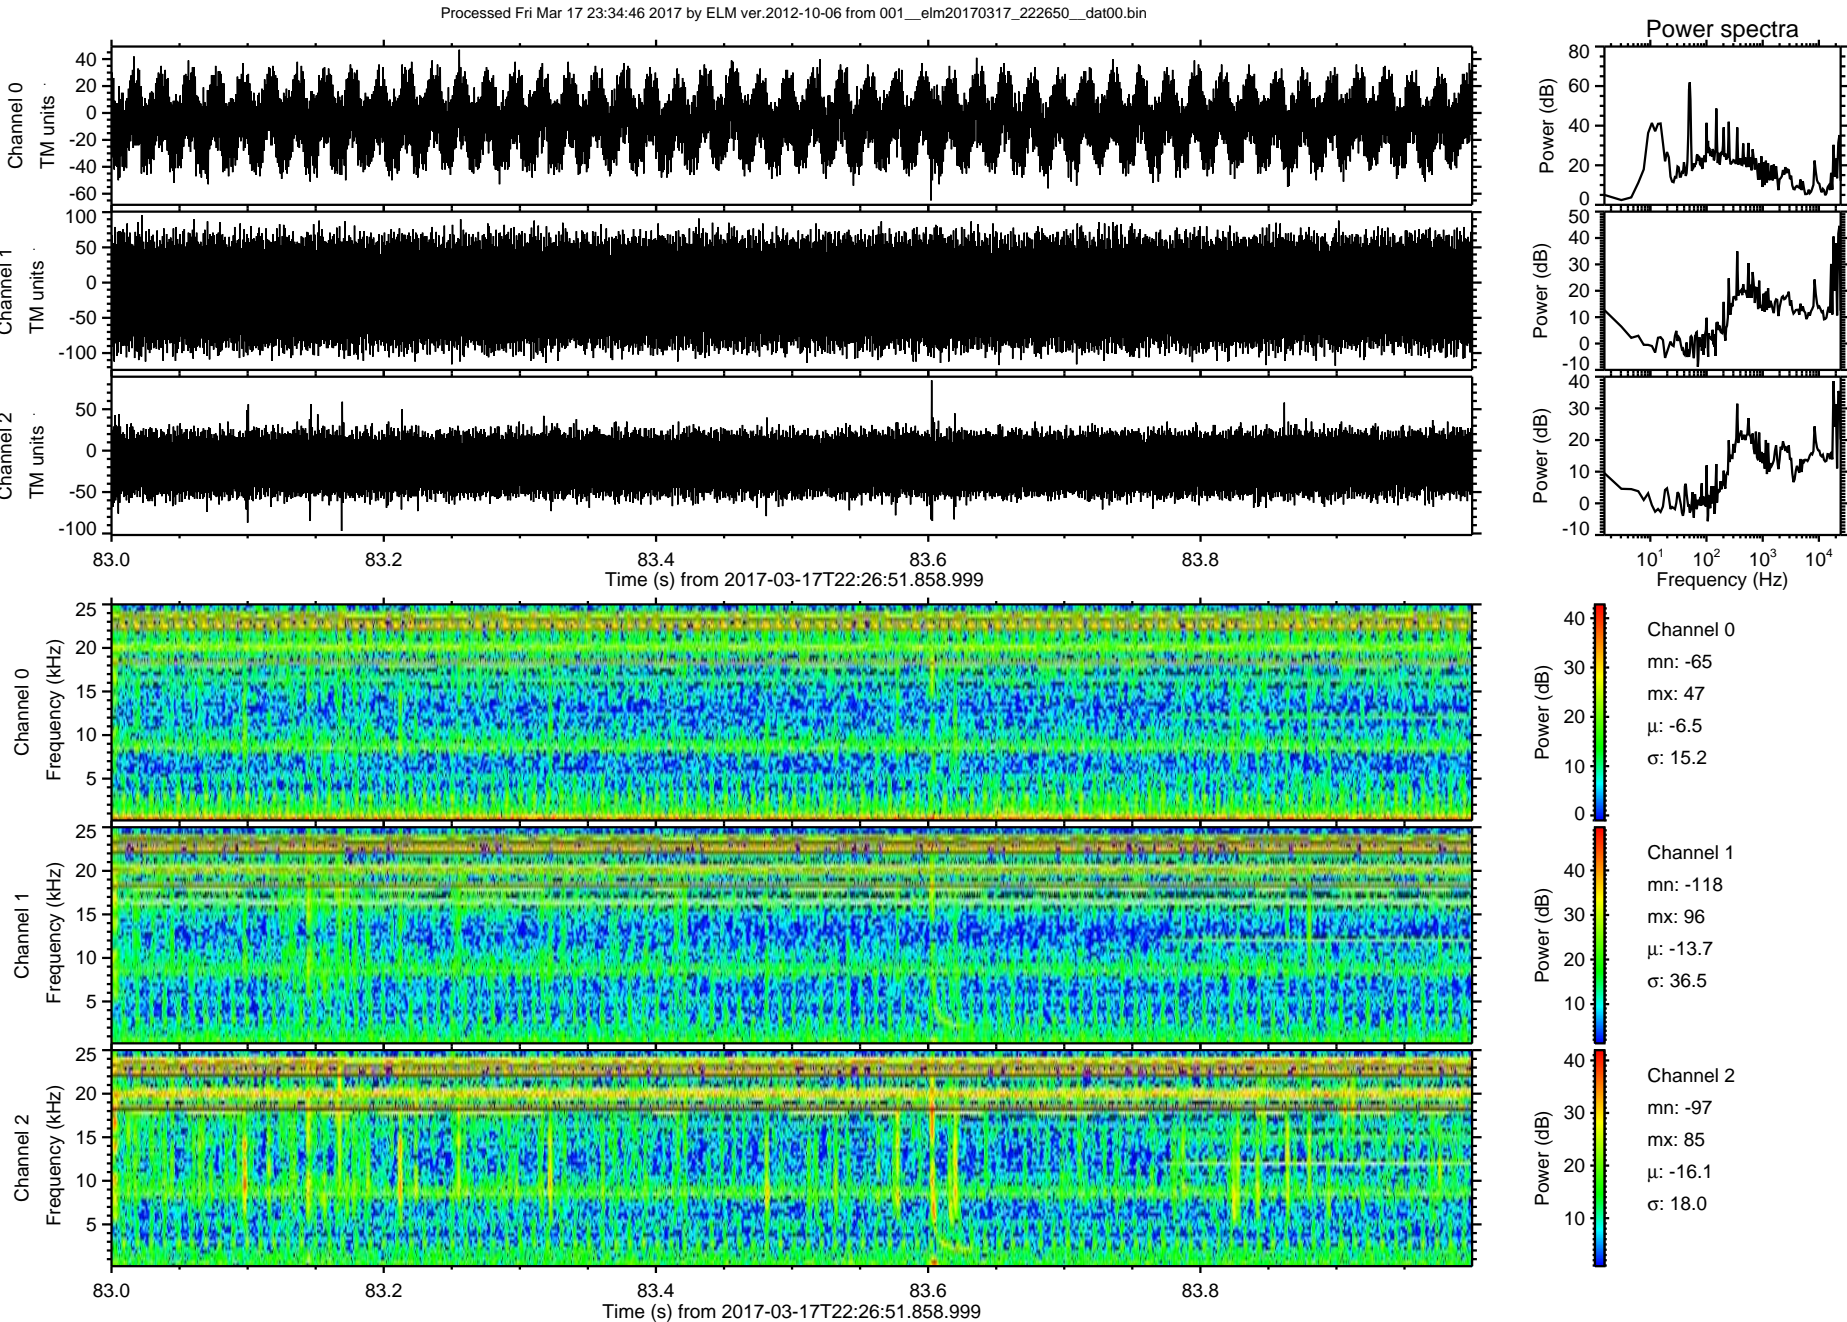 Processed Fri Mar 17 23:34:46 2017 by ELM ver.2012-10-06 from 001__elm20170317_222650__dat00.bin
Power spectra
Channel 0
TM units
40
20
0
-20
-40
-60
Power (dB)
80
60
40
20
0
Channel 1
TM units
100
50
0
-50
-100
Power (dB)
50
40
30
20
10
0
-10
Channel 2
TM units
50
0
-50
-100
Power (dB)
40
30
20
10
0
-10
83.0 83.2 83.4 83.6 83.8
Time (s) from 2017-03-17T22:26:51.858.999
10^1 10^2 10^3 10^4
Frequency (Hz)
Channel 0
Frequency (kHz)
25
20
15
10
5
Power (dB)
40
30
20
10
0
Channel 0
mn: -65
mx: 47
μ: -6.5
σ: 15.2
Channel 1
Frequency (kHz)
25
20
15
10
5
Power (dB)
40
30
20
10
Channel 1
mn: -118
mx: 96
μ: -13.7
σ: 36.5
Channel 2
Frequency (kHz)
25
20
15
10
5
Power (dB)
40
30
20
10
Channel 2
mn: -97
mx: 85
μ: -16.1
σ: 18.0
83.0 83.2 83.4 83.6 83.8
Time (s) from 2017-03-17T22:26:51.858.999